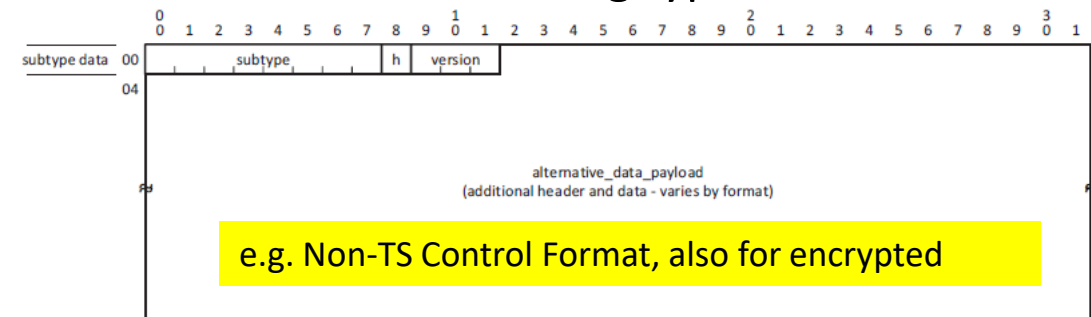 0 1 2 3
0 1 2 3 4 5 6 7 8 9 0 1 2 3 4 5 6 7 8 9 0 1 2 3 4 5 6 7 8 9 0 1
subtype data 00 subtype h version
04
alternative_data_payload
(additional header and data - varies by format)
e.g. Non-TS Control Format, also for encrypted